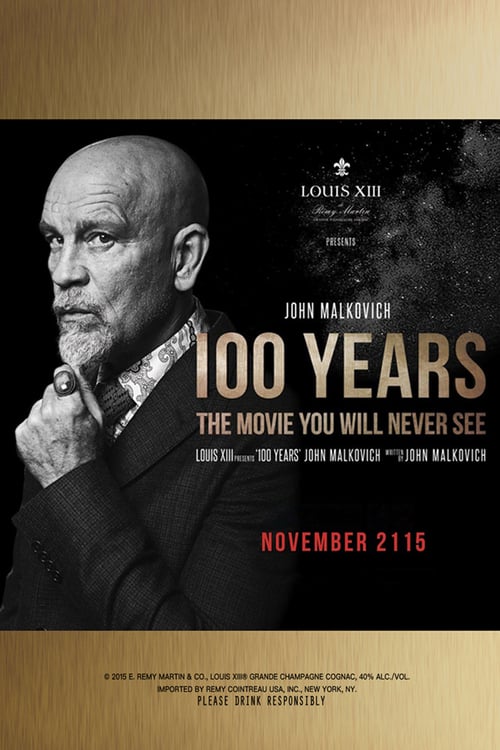 LOUIS XIII
de
Rémy Martin
PRESENTS
JOHN MALKOVICH
100 YEARS
THE MOVIE YOU WILL NEVER SEE
LOUIS XIII PRESENTS '100 YEARS' JOHN MALKOVICH WRITTEN BY JOHN MALKOVICH
NOVEMBER 2115
© 2015 E. REMY MARTIN & CO., LOUIS XIII® GRANDE CHAMPAGNE COGNAC, 40% ALC./VOL.
IMPORTED BY REMY COINTREAU USA, INC., NEW YORK, NY.
PLEASE DRINK RESPONSIBLY